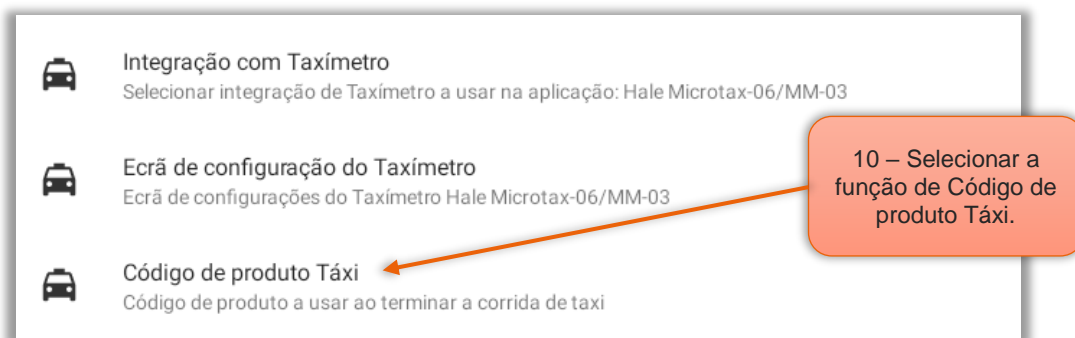 Integração com Taxímetro
Selecionar integração de Taxímetro a usar na aplicação: Hale Microtax-06/MM-03
Ecrã de configuração do Taxímetro
Ecrã de configurações do Taxímetro Hale Microtax-06/MM-03
10 – Selecionar a
função de Código de
produto Táxi.
Código de produto Táxi
Código de produto a usar ao terminar a corrida de taxi